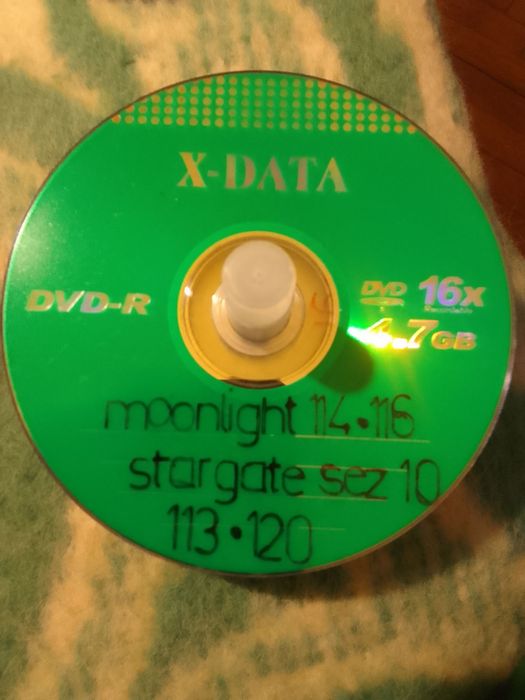 X-DATA
DVD-R
DVD 16x
Recordable
4.7GB
moonlight 114•116
stargate sez 10
113•120